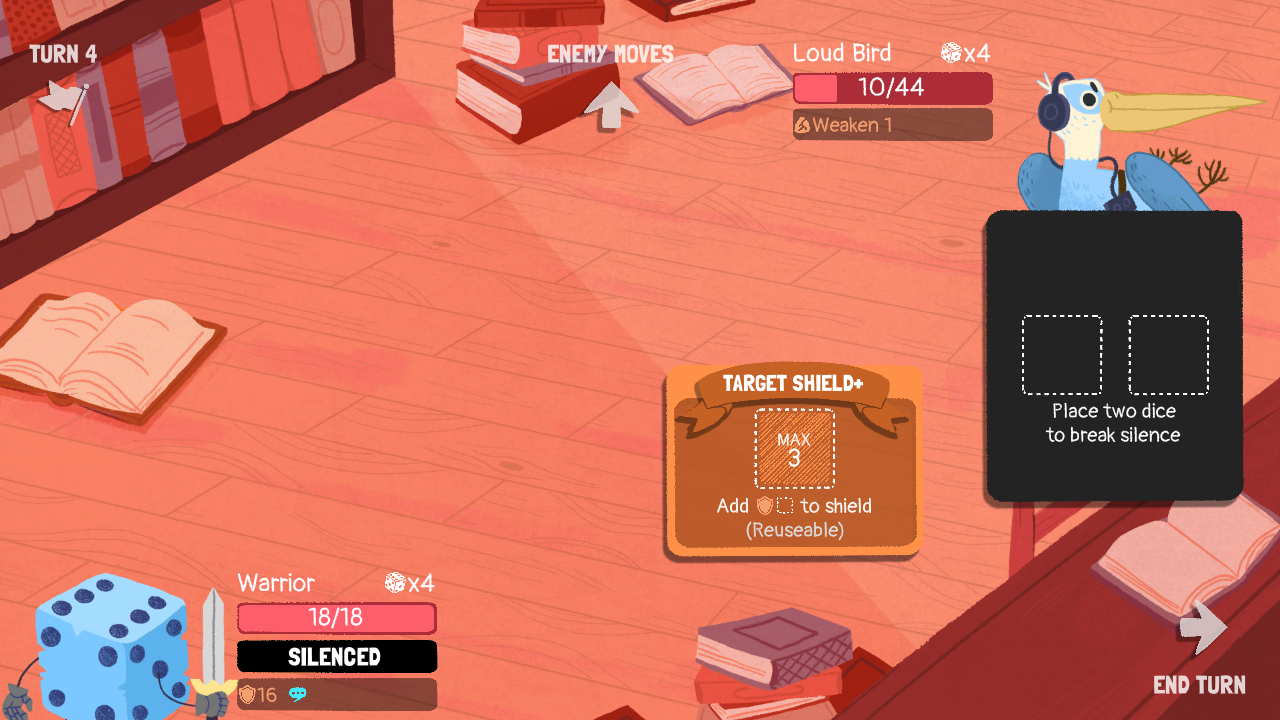 TURN 4
ENEMY MOVES
Loud Bird
x4
10/44
Weaken 1
TARGET SHIELD+
MAX
3
Add to shield
(Reuseable)
Place two dice
to break silence
Warrior
x4
18/18
SILENCED
16
END TURN